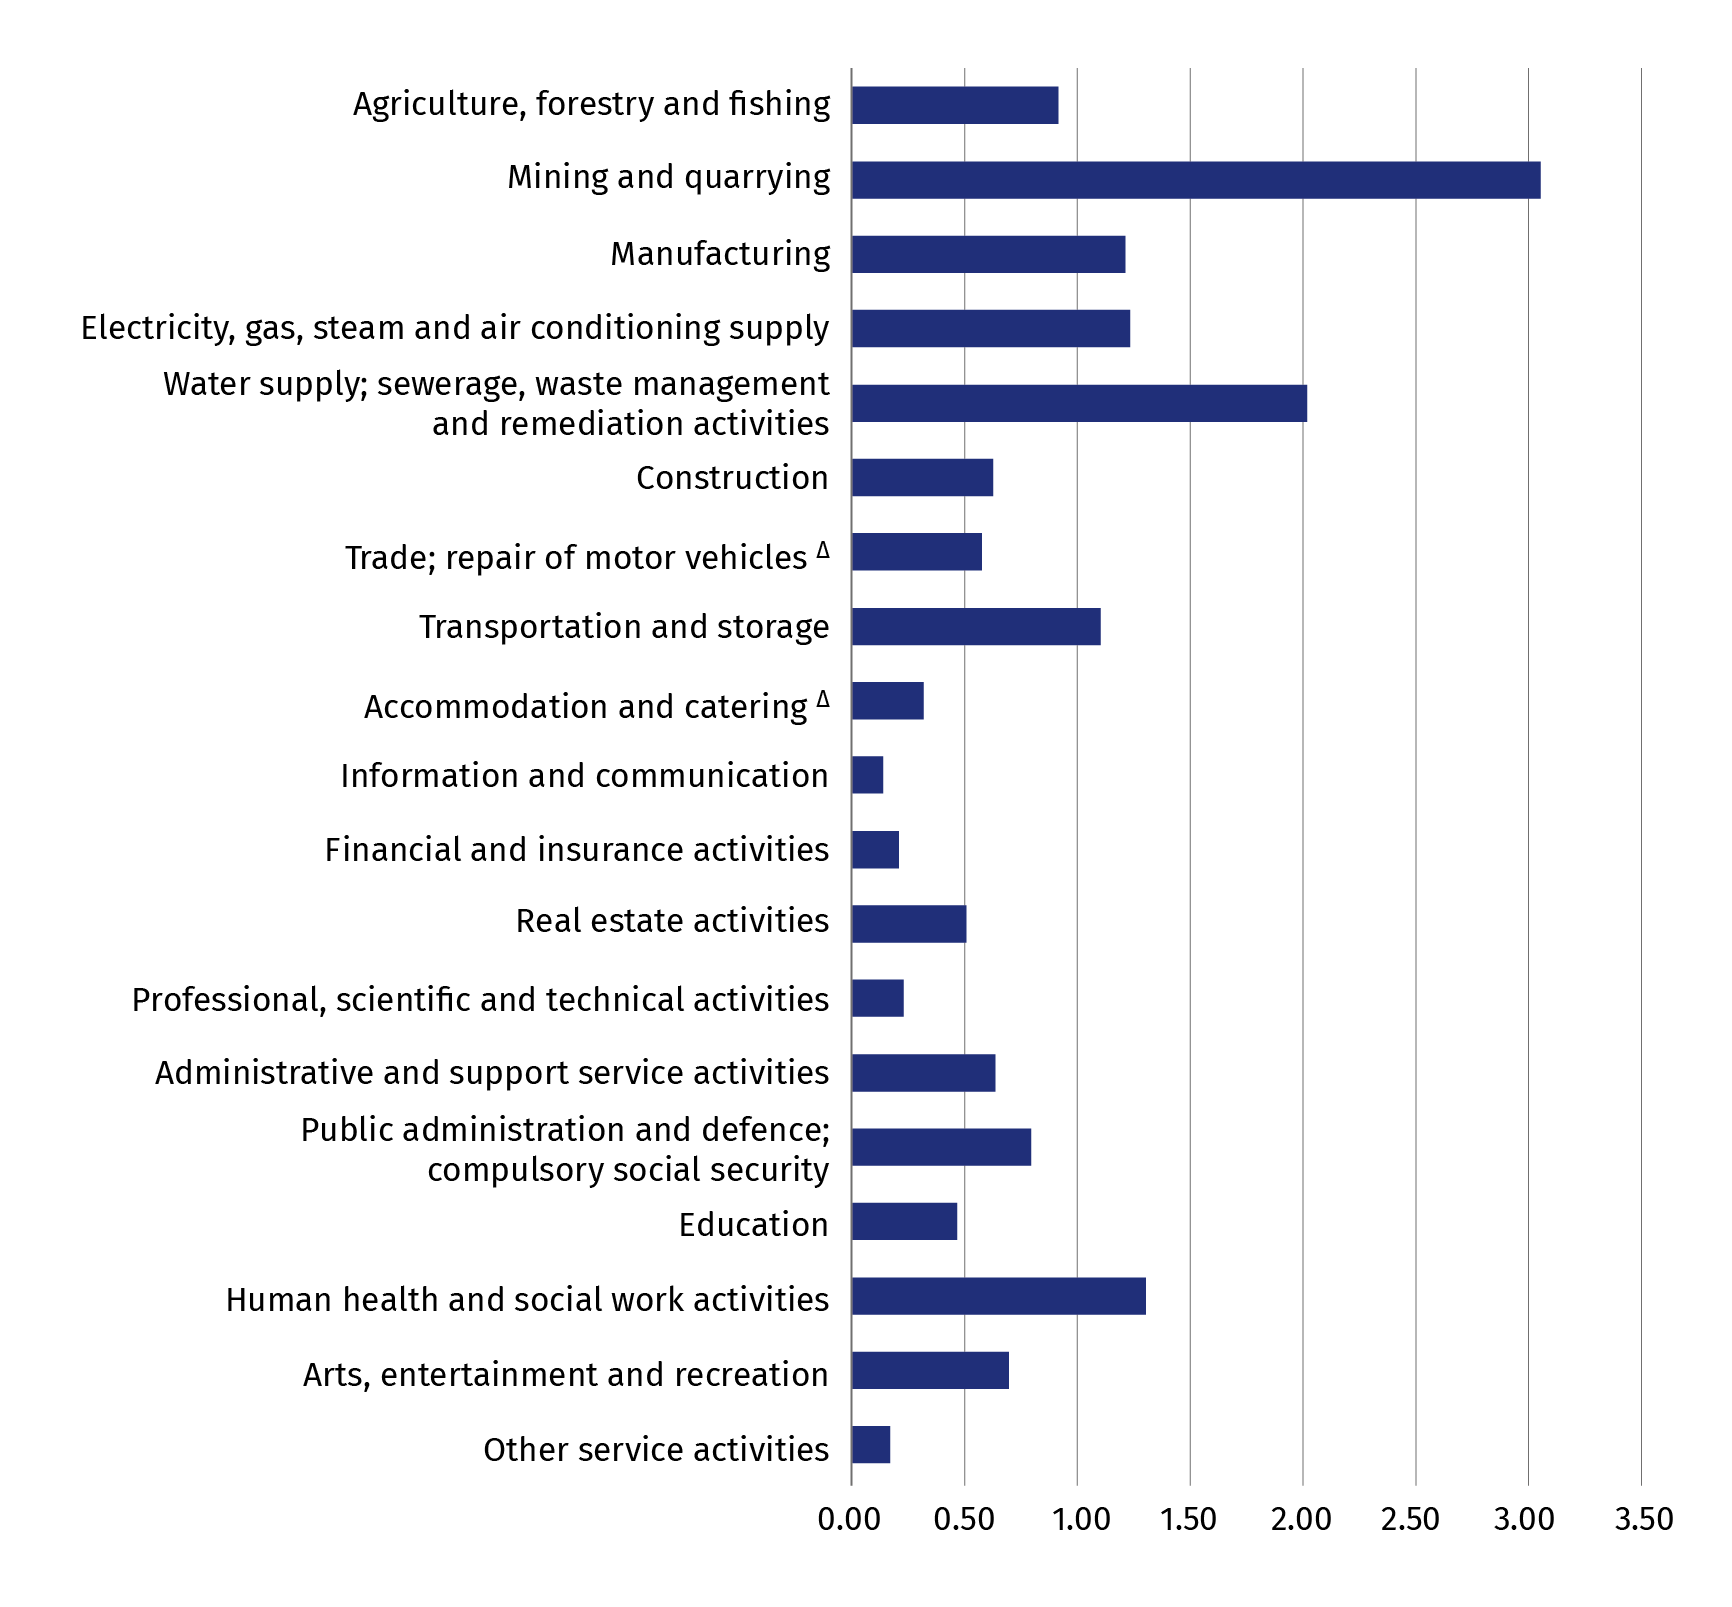 Agriculture, forestry and fishing
Mining and quarrying
Manufacturing
Electricity, gas, steam and air conditioning supply
Water supply; sewerage, waste management
and remediation activities
Construction
Trade; repair of motor vehicles Δ
Transportation and storage
Accommodation and catering Δ
Information and communication
Financial and insurance activities
Real estate activities
Professional, scientific and technical activities
Administrative and support service activities
Public administration and defence;
compulsory social security
Education
Human health and social work activities
Arts, entertainment and recreation
Other service activities
0.00 0.50 1.00 1.50 2.00 2.50 3.00 3.50